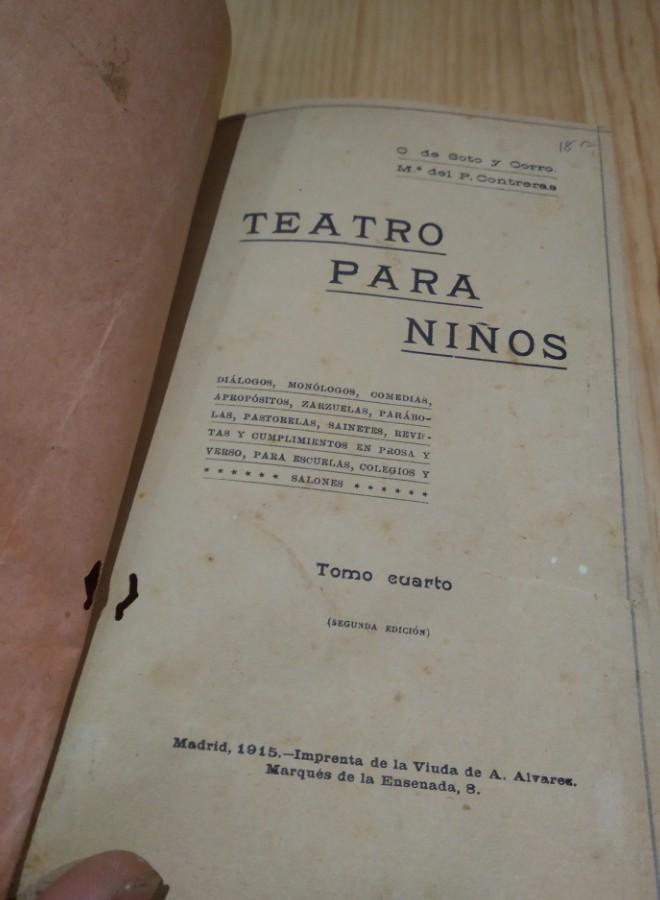 C. de Soto y Corro.
M.ª del P. Contreras
TEATRO
PARA
NIÑOS
DIÁLOGOS, MONÓLOGOS, COMEDIAS,
APROPÓSITOS, ZARZUELAS, PARÁBO-
LAS, PASTORELAS, SAINETES, REVIS-
TAS Y CUMPLIMIENTOS EN PROSA Y
VERSO, PARA ESCUELAS, COLEGIOS Y
* * * * * * SALONES * * * * * *
Tomo cuarto
(SEGUNDA EDICIÓN)
Madrid, 1915.—Imprenta de la Viuda de A. Alvarez.
Marqués de la Ensenada, 8.